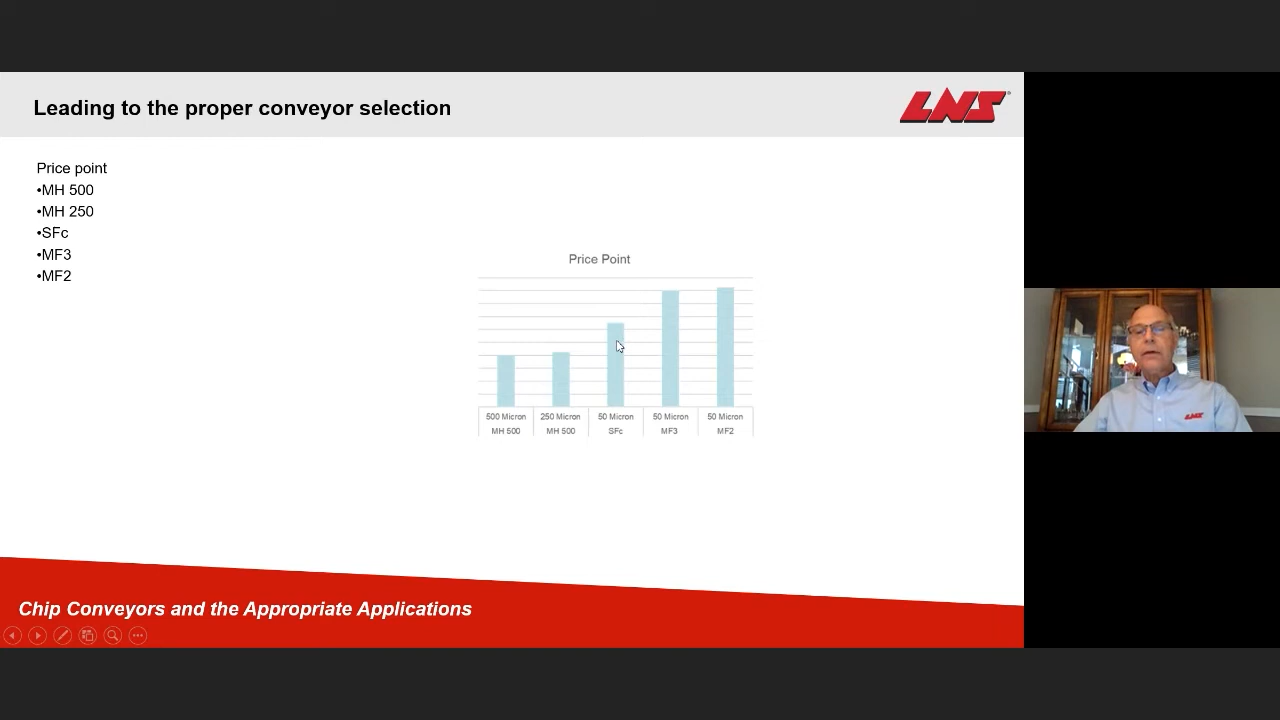 Leading to the proper conveyor selection
LNS
Price point
•MH 500
•MH 250
•SFc
•MF3
•MF2
Price Point
500 Micron 250 Micron 50 Micron 50 Micron 50 Micron
MH 500 MH 500 SFc MF3 MF2
LNS
Chip Conveyors and the Appropriate Applications